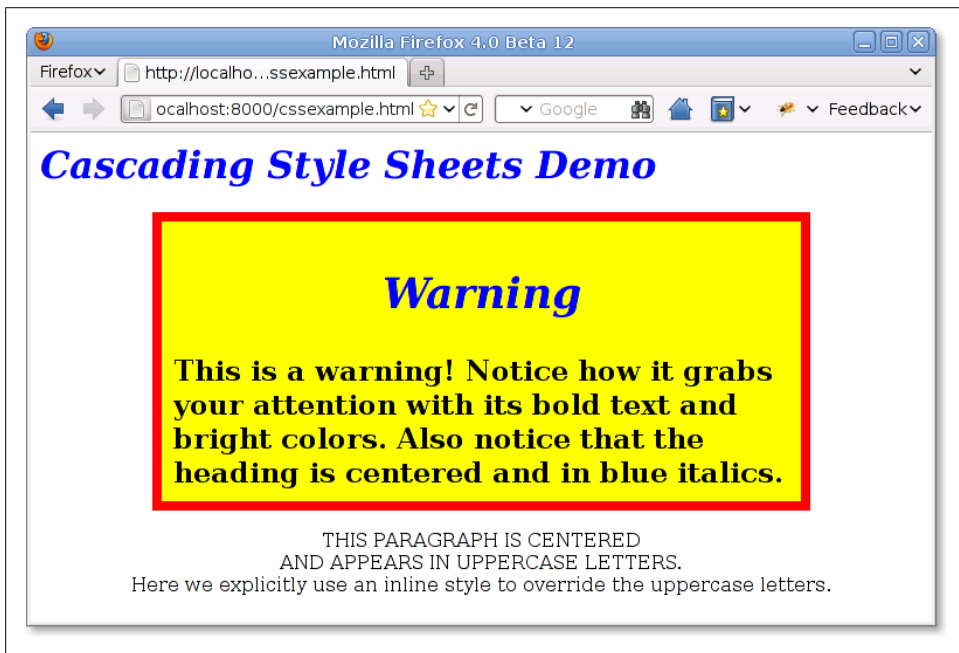 Mozilla Firefox 4.0 Beta 12
Firefox
http://localho...ssexample.html
ocalhost:8000/cssexample.html
Google
Feedback
Cascading Style Sheets Demo
Warning
This is a warning! Notice how it grabs
your attention with its bold text and
bright colors. Also notice that the
heading is centered and in blue italics.
THIS PARAGRAPH IS CENTERED
AND APPEARS IN UPPERCASE LETTERS.
Here we explicitly use an inline style to override the uppercase letters.